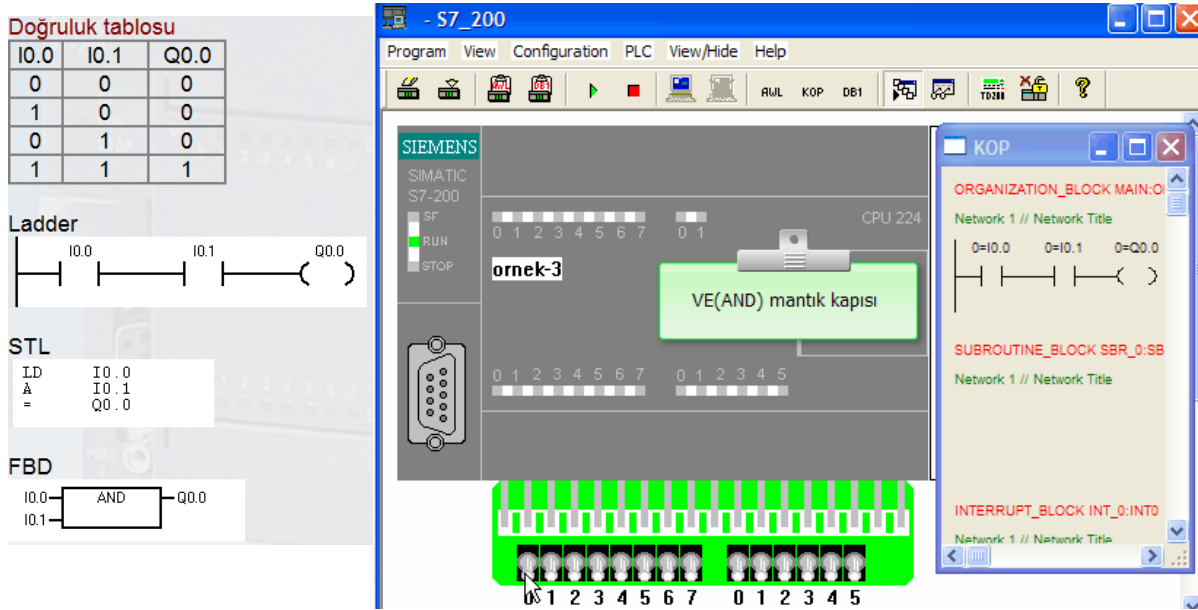 Doğruluk tablosu
I0.0 I0.1 Q0.0
0 0 0
1 0 0
0 1 0
1 1 1
Ladder
I0.0 I0.1 Q0.0
STL
LD I0.0
A I0.1
= Q0.0
FBD
I0.0 AND Q0.0
I0.1
- S7_200
Program View Configuration PLC View/Hide Help
AWL DB1 AWL KOP DB1 TD200 ?
SIEMENS
SIMATIC
S7-200
SF
RUN
STOP
0 1 2 3 4 5 6 7 0 1
CPU 224
ornek-3
VE(AND) mantık kapısı
0 1 2 3 4 5 6 7 0 1 2 3 4 5
0 1 2 3 4 5 6 7 0 1 2 3 4 5
KOP
ORGANIZATION_BLOCK MAIN:O
Network 1 // Network Title
0=I0.0 0=I0.1 0=Q0.0
SUBROUTINE_BLOCK SBR_0:SB
Network 1 // Network Title
INTERRUPT_BLOCK INT_0:INT0
Network 1 // Network Title